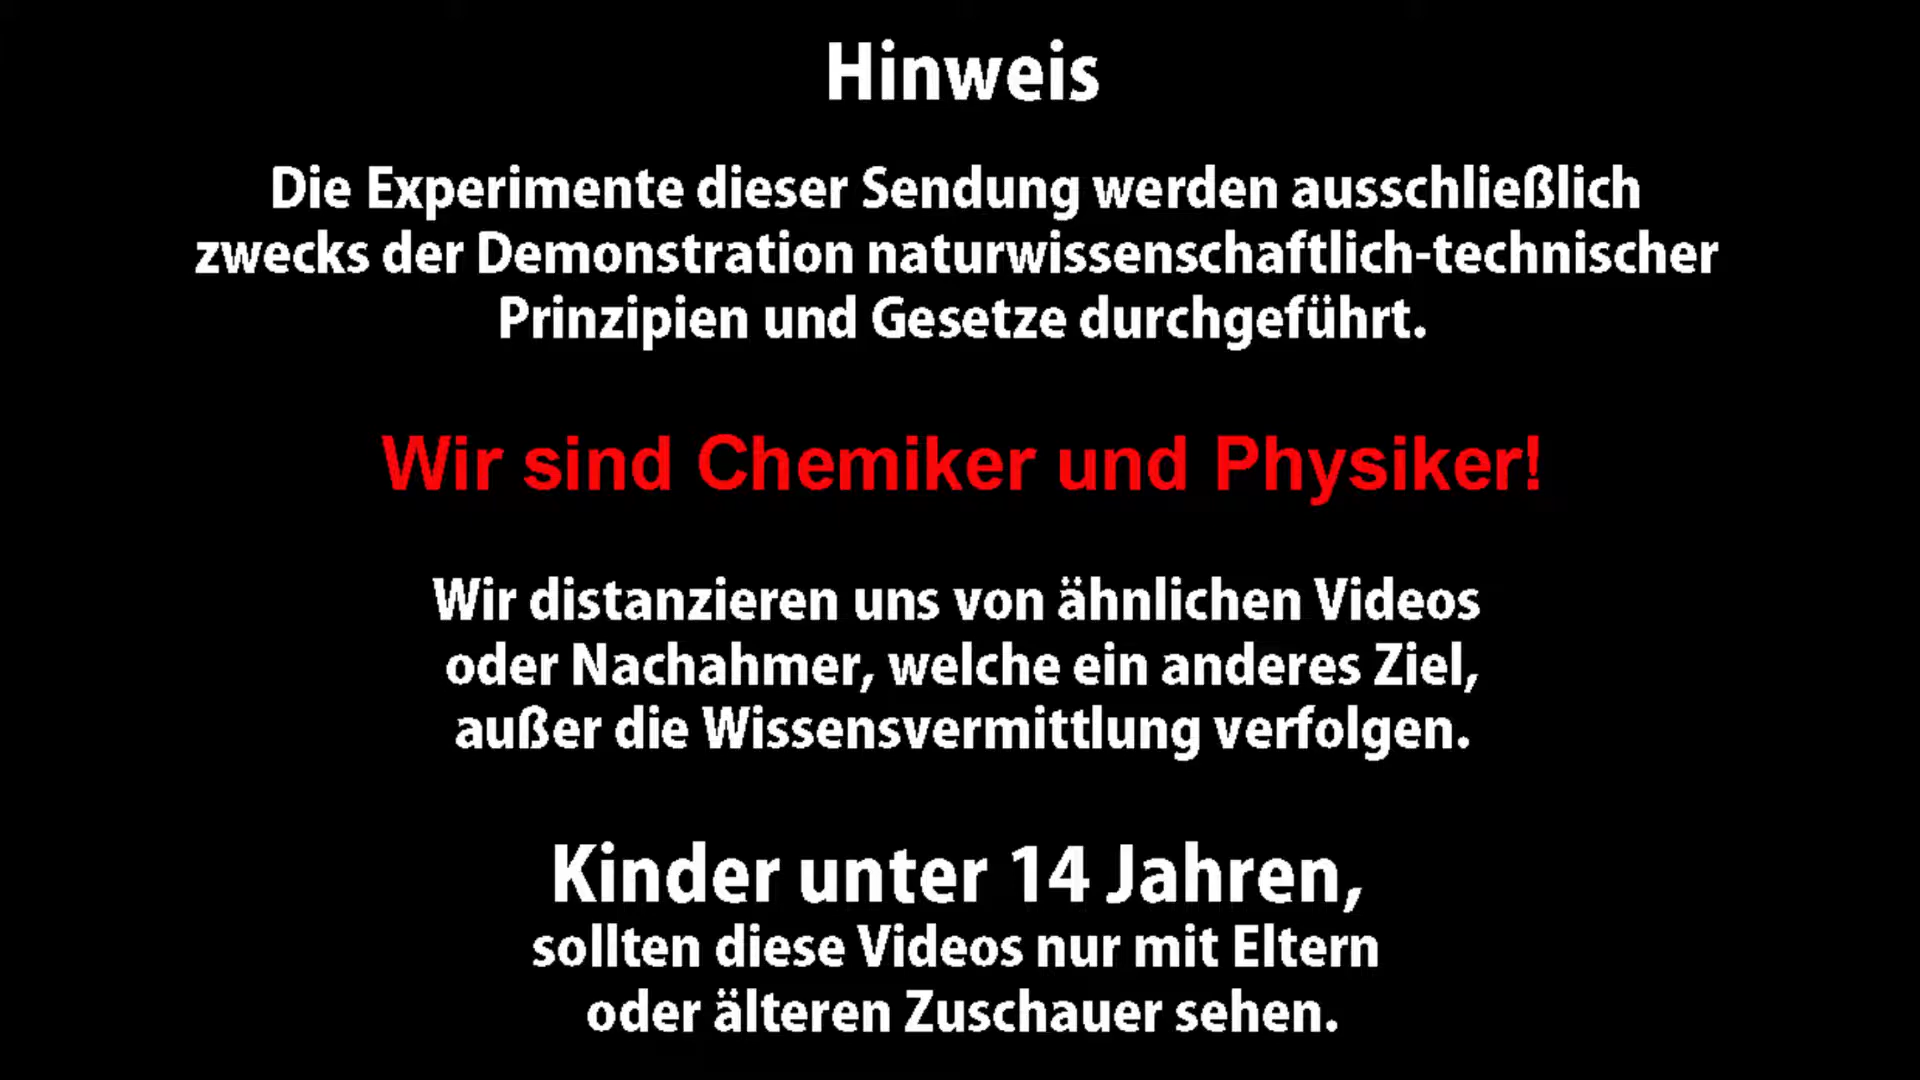 Hinweis
Die Experimente dieser Sendung werden ausschließlich
zwecks der Demonstration naturwissenschaftlich-technischer
Prinzipien und Gesetze durchgeführt.
Wir sind Chemiker und Physiker!
Wir distanzieren uns von ähnlichen Videos
oder Nachahmer, welche ein anderes Ziel,
außer die Wissensvermittlung verfolgen.
Kinder unter 14 Jahren,
sollten diese Videos nur mit Eltern
oder älteren Zuschauer sehen.